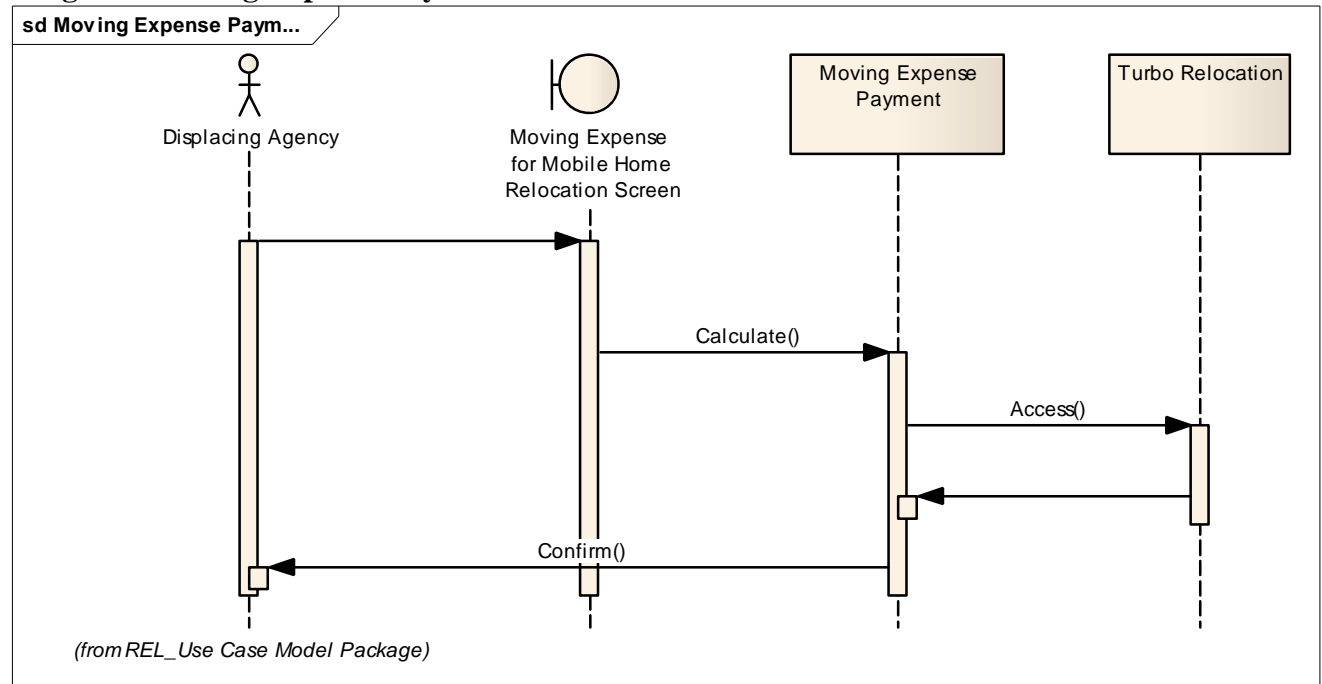 sd Moving Expense Paym...
Displacing Agency
Moving Expense
for Mobile Home
Relocation Screen
Moving Expense
Payment
Turbo Relocation
Calculate()
Access()
Confirm()
(from REL_Use Case Model Package)